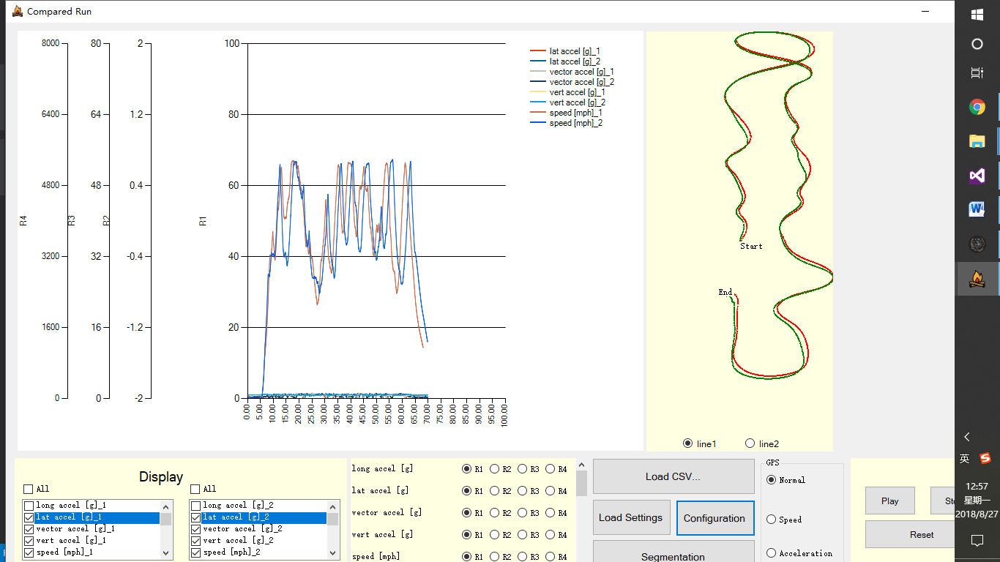 Compared Run
8000
6400
4800
3200
1600
0
R4
R3
80
64
48
32
16
0
R2
2
1.2
0.4
-0.4
-1.2
-2
R1
100
80
60
40
20
0
0.00
5.00
10.00
15.00
20.00
25.00
30.00
35.00
40.00
45.00
50.00
55.00
60.00
65.00
70.00
75.00
80.00
85.00
90.00
95.00
100.00
lat accel [g]_1
lat accel [g]_2
vector accel [g]_1
vector accel [g]_2
vert accel [g]_1
vert accel [g]_2
speed [mph]_1
speed [mph]_2
Start
End
line1 line2
Display
All
long accel [g]_1
lat accel [g]_1
vector accel [g]_1
vert accel [g]_1
speed [mph]_1
All
long accel [g]_2
lat accel [g]_2
vector accel [g]_2
vert accel [g]_2
speed [mph]_2
long accel [g] R1 R2 R3 R4
lat accel [g] R1 R2 R3 R4
vector accel [g] R1 R2 R3 R4
vert accel [g] R1 R2 R3 R4
speed [mph] R1 R2 R3 R4
Load CSV...
Load Settings
Configuration
Segmentation
GPS
Normal
Speed
Acceleration
Play
Reset
英
12:57
星期一
2018/8/27